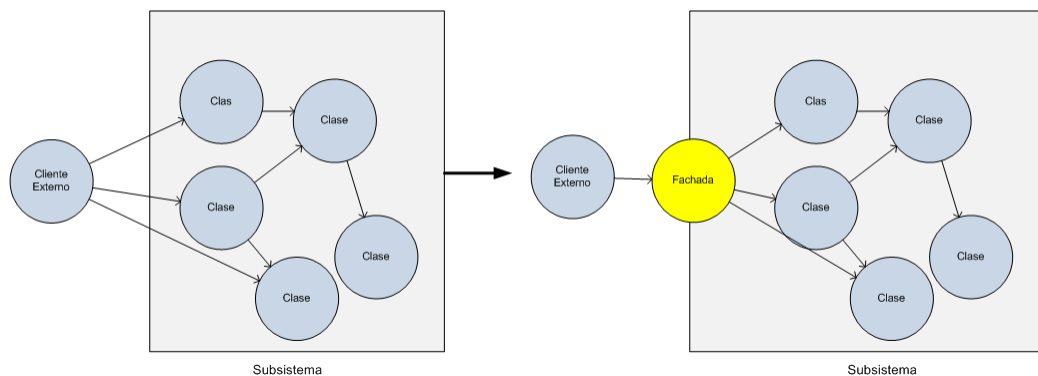 Clas
Clase
Cliente
Externo
Clase
Clase
Clase
Subsistema
Clas
Clase
Cliente
Externo
Fachada
Clase
Clase
Clase
Subsistema